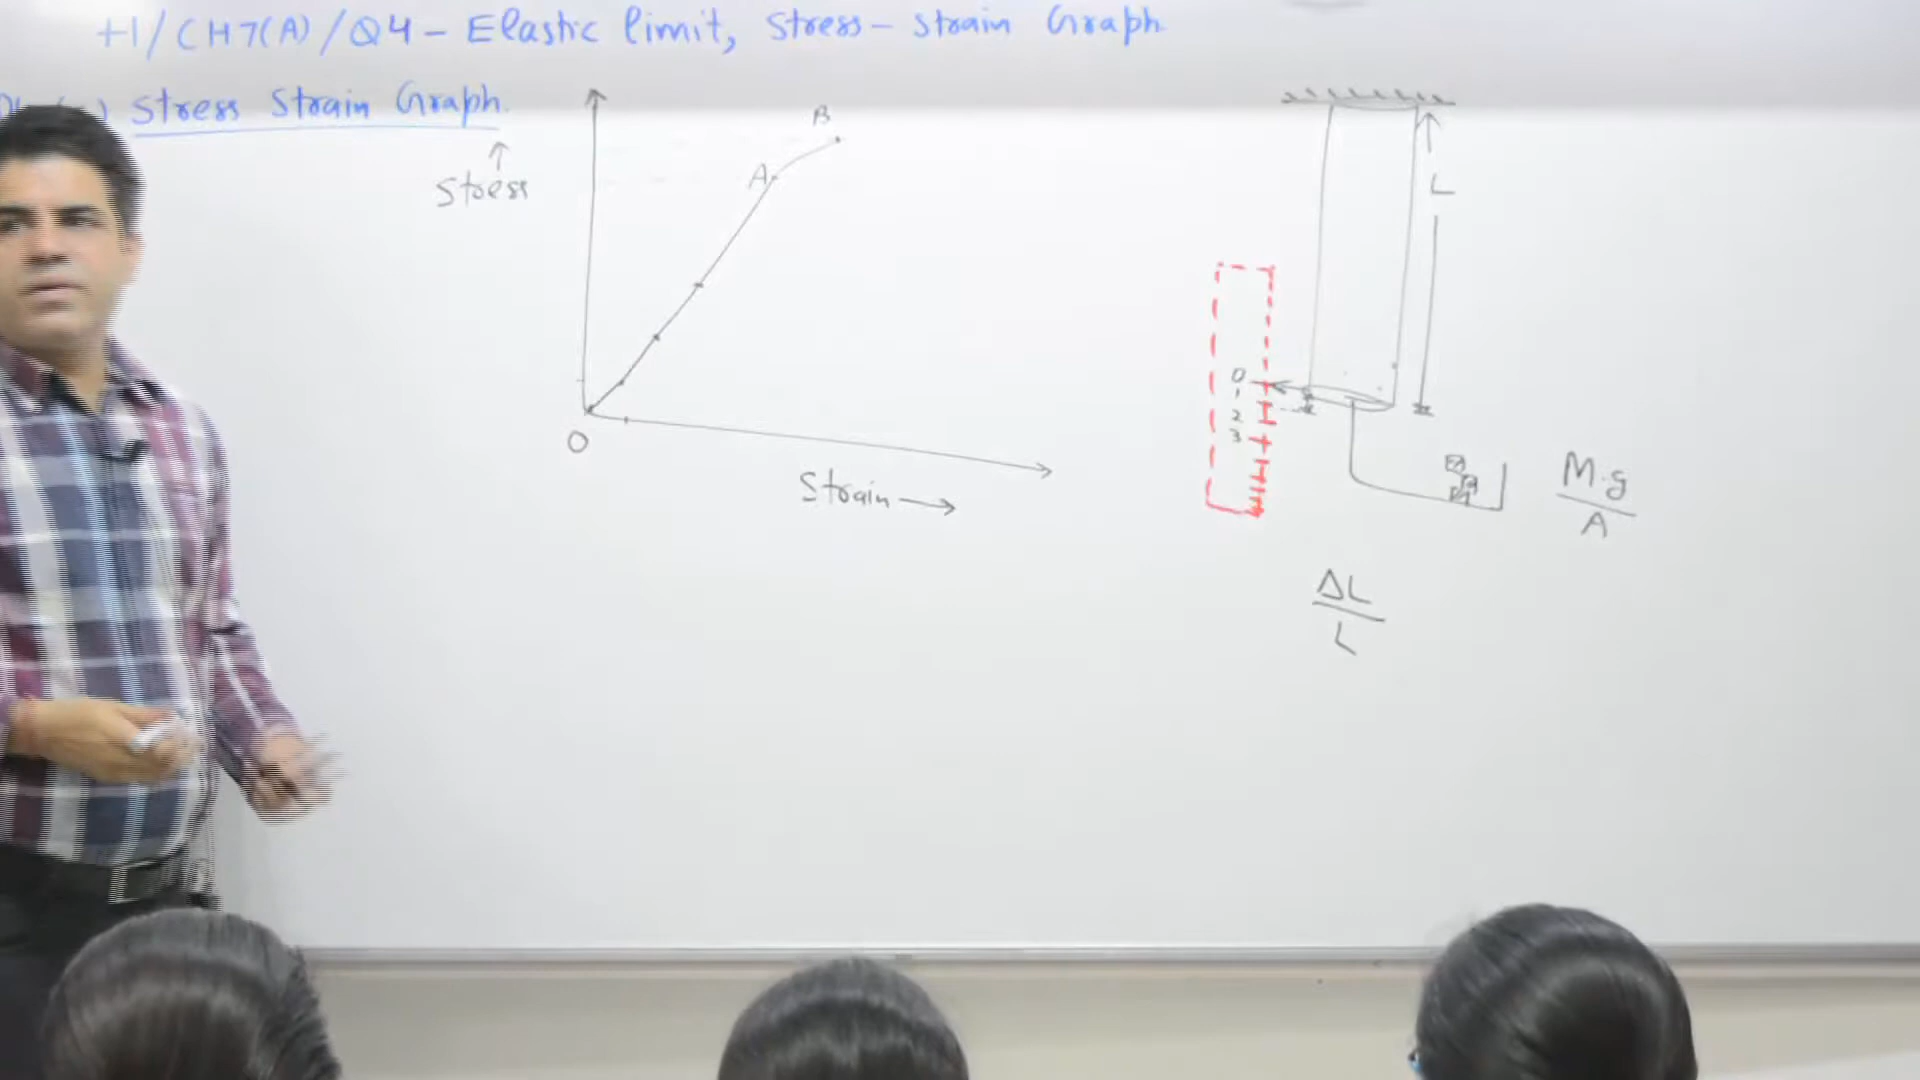 +1/CH7(A)/Q4 - Elastic limit, Stress - Strain Graph
Stress Strain Graph.
Stress
B
A
O
Strain
L
0
1
2
3
M.g
A
ΔL
L